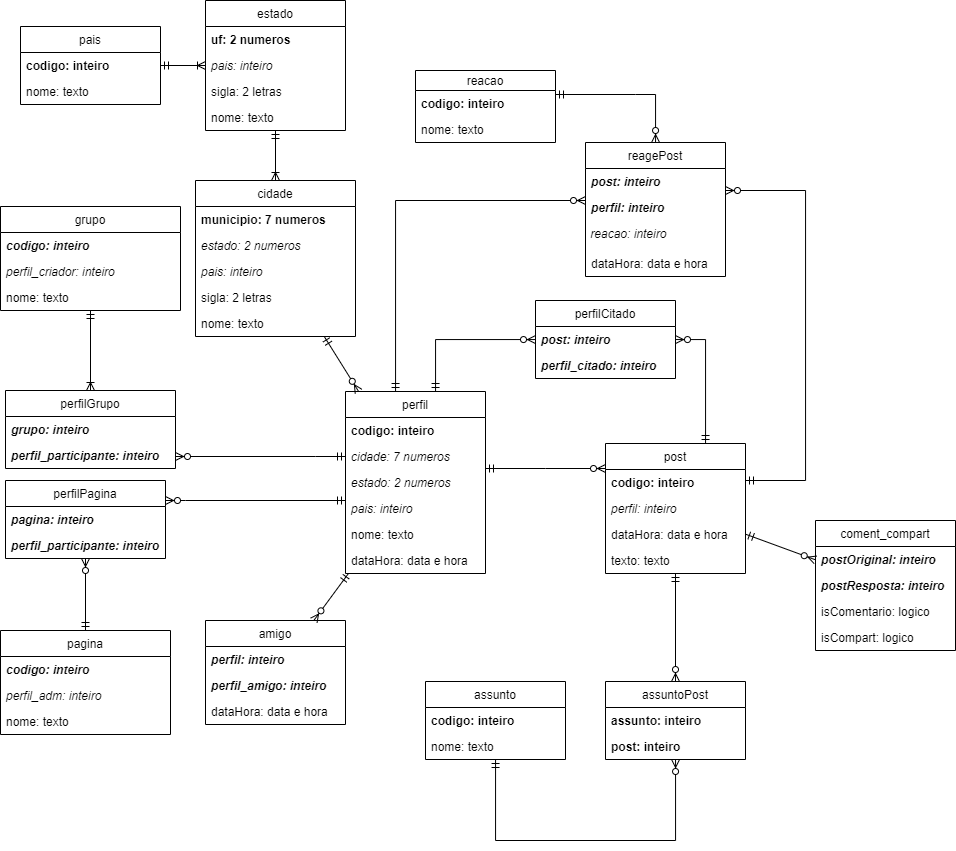 estado
uf: 2 numeros
pais: inteiro
sigla: 2 letras
nome: texto
pais
codigo: inteiro
nome: texto
reacao
codigo: inteiro
nome: texto
reagePost
post: inteiro
perfil: inteiro
reacao: inteiro
dataHora: data e hora
cidade
municipio: 7 numeros
estado: 2 numeros
pais: inteiro
sigla: 2 letras
nome: texto
grupo
codigo: inteiro
perfil_criador: inteiro
nome: texto
perfilCitado
post: inteiro
perfil_citado: inteiro
perfilGrupo
grupo: inteiro
perfil_participante: inteiro
perfil
codigo: inteiro
cidade: 7 numeros
estado: 2 numeros
pais: inteiro
nome: texto
dataHora: data e hora
post
codigo: inteiro
perfil: inteiro
dataHora: data e hora
texto: texto
perfilPagina
pagina: inteiro
perfil_participante: inteiro
coment_compart
postOriginal: inteiro
postResposta: inteiro
isComentario: logico
isCompart: logico
pagina
codigo: inteiro
perfil_adm: inteiro
nome: texto
amigo
perfil: inteiro
perfil_amigo: inteiro
dataHora: data e hora
assunto
codigo: inteiro
nome: texto
assuntoPost
assunto: inteiro
post: inteiro